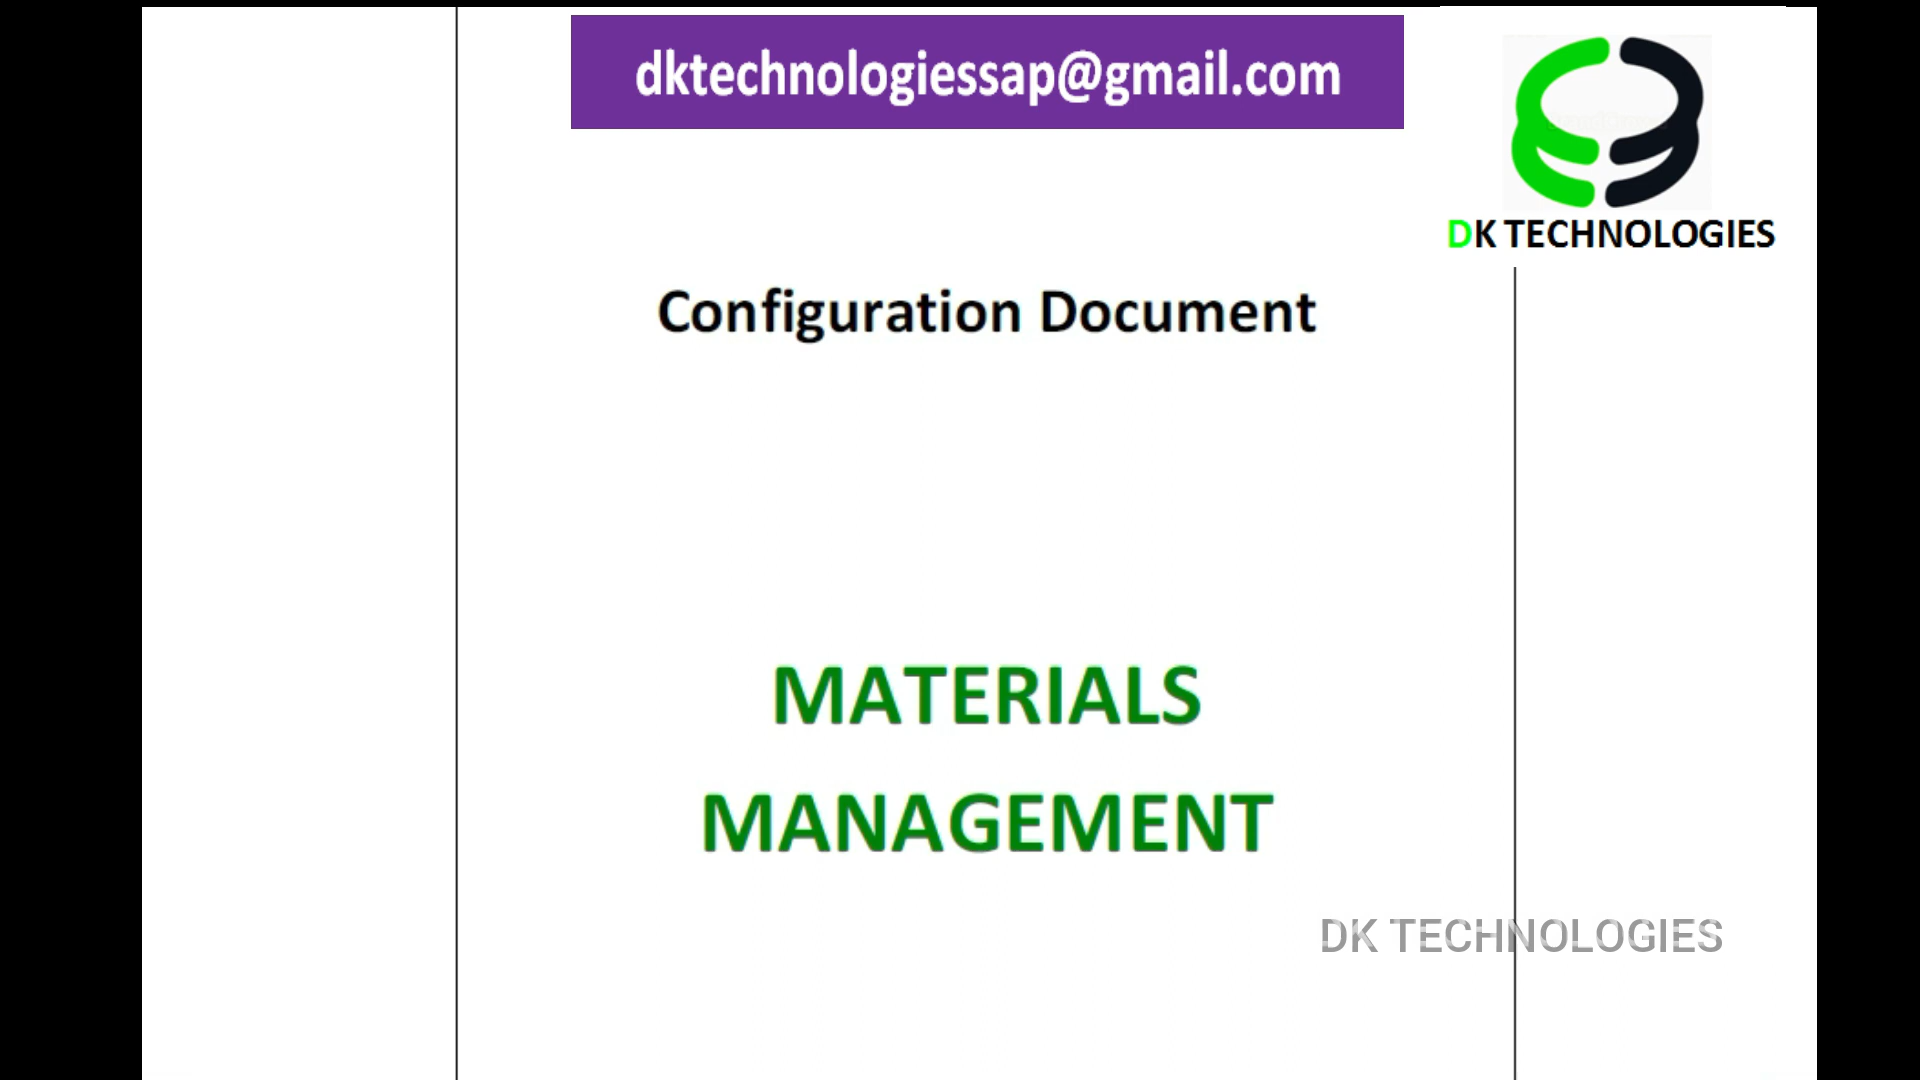 dktechnologiessap@gmail.com
DK TECHNOLOGIES
Configuration Document
MATERIALS
MANAGEMENT
DK TECHNOLOGIES